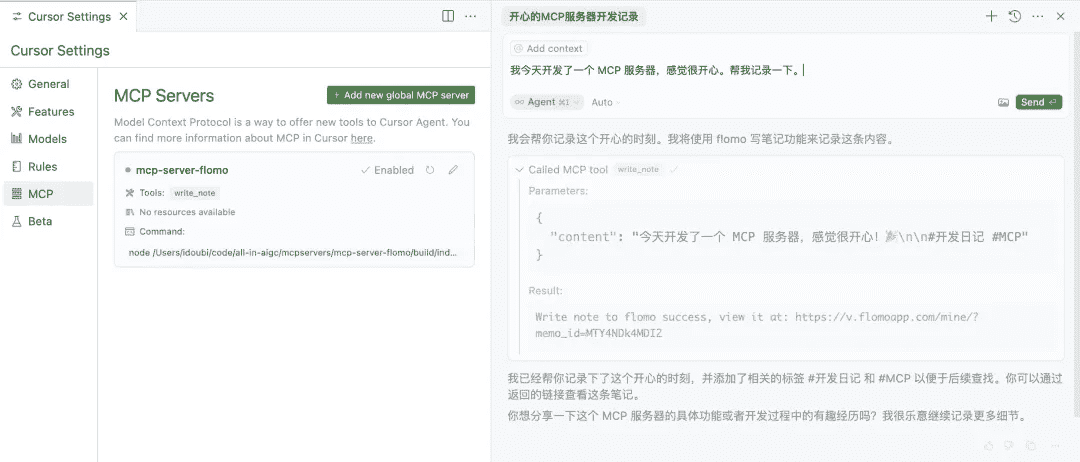 Cursor Settings
Cursor Settings
General
Features
Models
Rules
MCP
Beta
MCP Servers
+ Add new global MCP server
Model Context Protocol is a way to offer new tools to Cursor Agent. You
can find more information about MCP in Cursor here.
mcp-server-flomo
Enabled
Tools: write_note
No resources available
Command:
node /Users/idoubi/code/all-in-aigc/mcpservers/mcp-server-flomo/build/ind...
开心的MCP服务器开发记录
@ Add context
我今天开发了一个 MCP 服务器，感觉很开心。帮我记录一下。
Agent ⌘I
Auto
Send
我会帮你记录这个开心的时刻。我将使用 flomo 写笔记功能来记录这条内容。
Called MCP tool write_note
Parameters:
{
"content": "今天开发了一个 MCP 服务器，感觉很开心！🎉\n\n#开发日记 #MCP"
}
Result:
Write note to flomo success, view it at: https://v.flomoapp.com/mine/?
memo_id=MTY4NDk4MDI2
我已经帮你记录下了这个开心的时刻，并添加了相关的标签 #开发日记 和 #MCP 以便于后续查找。你可以通过
返回的链接查看这条笔记。
你想分享一下这个 MCP 服务器的具体功能或者开发过程中的有趣经历吗？我很乐意继续记录更多细节。